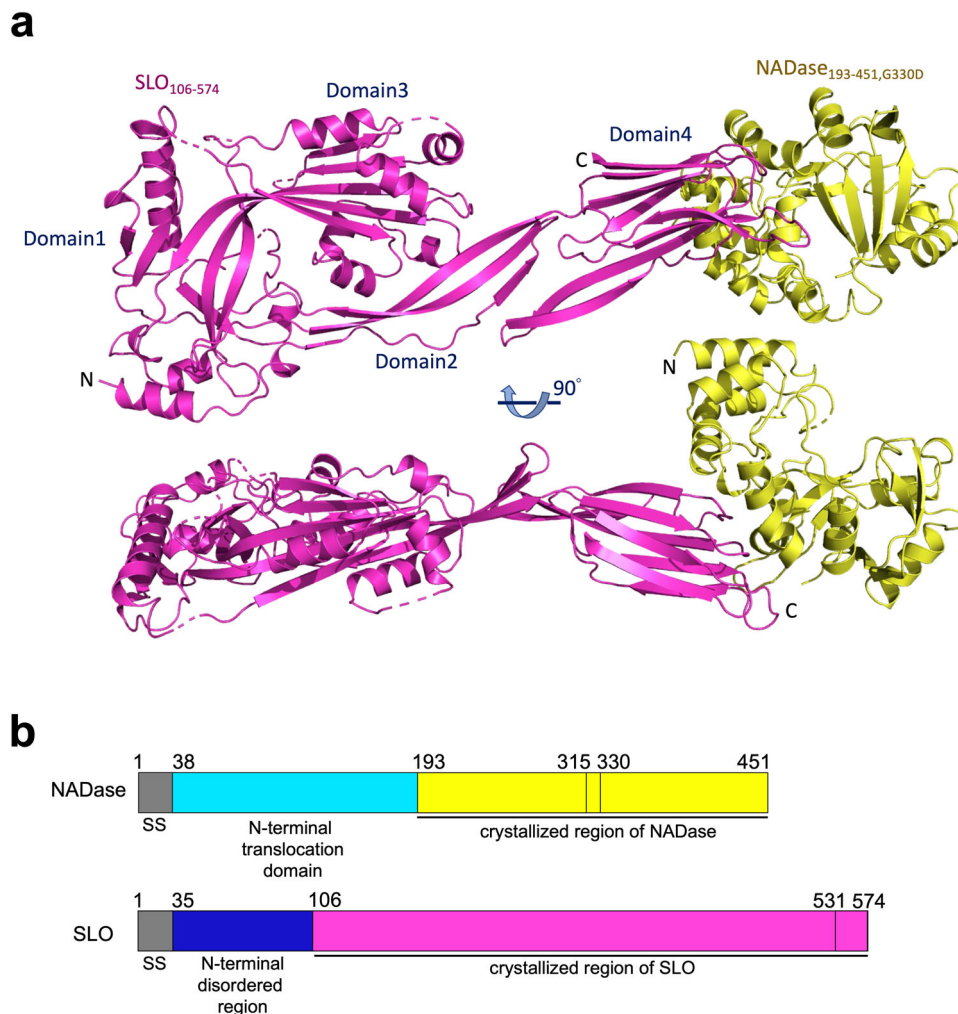 a
SLO106-574
Domain3
NADase193-451,G330D
Domain4
C
Domain1
Domain2
N
N
90°
C
b
1 38 193 315 330 451
NADase
SS
N-terminal
translocation
domain
crystallized region of NADase
1 35 106 531 574
SLO
SS
N-terminal
disordered
region
crystallized region of SLO